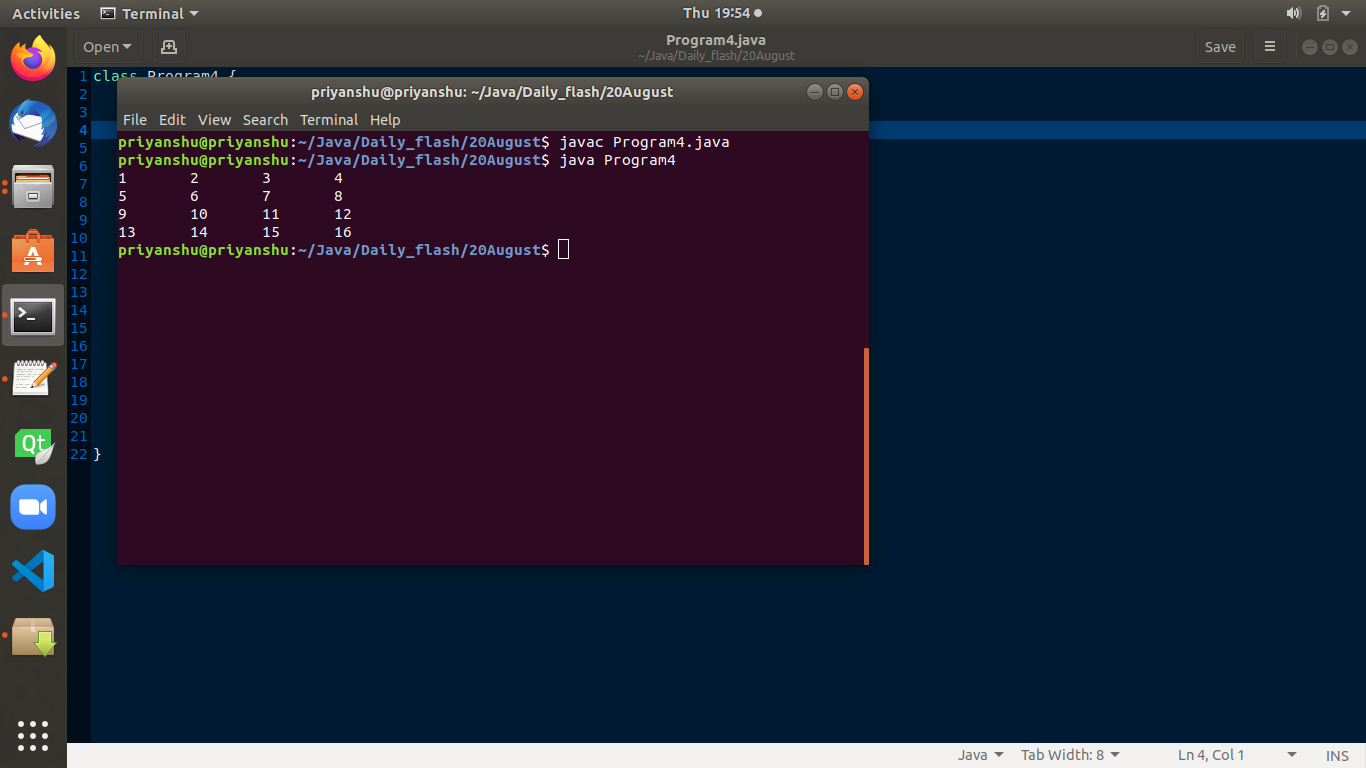 Activities Terminal Thu 19:54
Open Program4.java Save
~/Java/Daily_flash/20August
1 class Program4 {
2
3
4
5
6
7
8
9
10
11
12
13
14
15
16
17
18
19
20
21
22 }
priyanshu@priyanshu: ~/Java/Daily_flash/20August
File Edit View Search Terminal Help
priyanshu@priyanshu:~/Java/Daily_flash/20August$ javac Program4.java
priyanshu@priyanshu:~/Java/Daily_flash/20August$ java Program4
1 2 3 4
5 6 7 8
9 10 11 12
13 14 15 16
priyanshu@priyanshu:~/Java/Daily_flash/20August$
Qt
Java Tab Width: 8 Ln 4, Col 1 INS